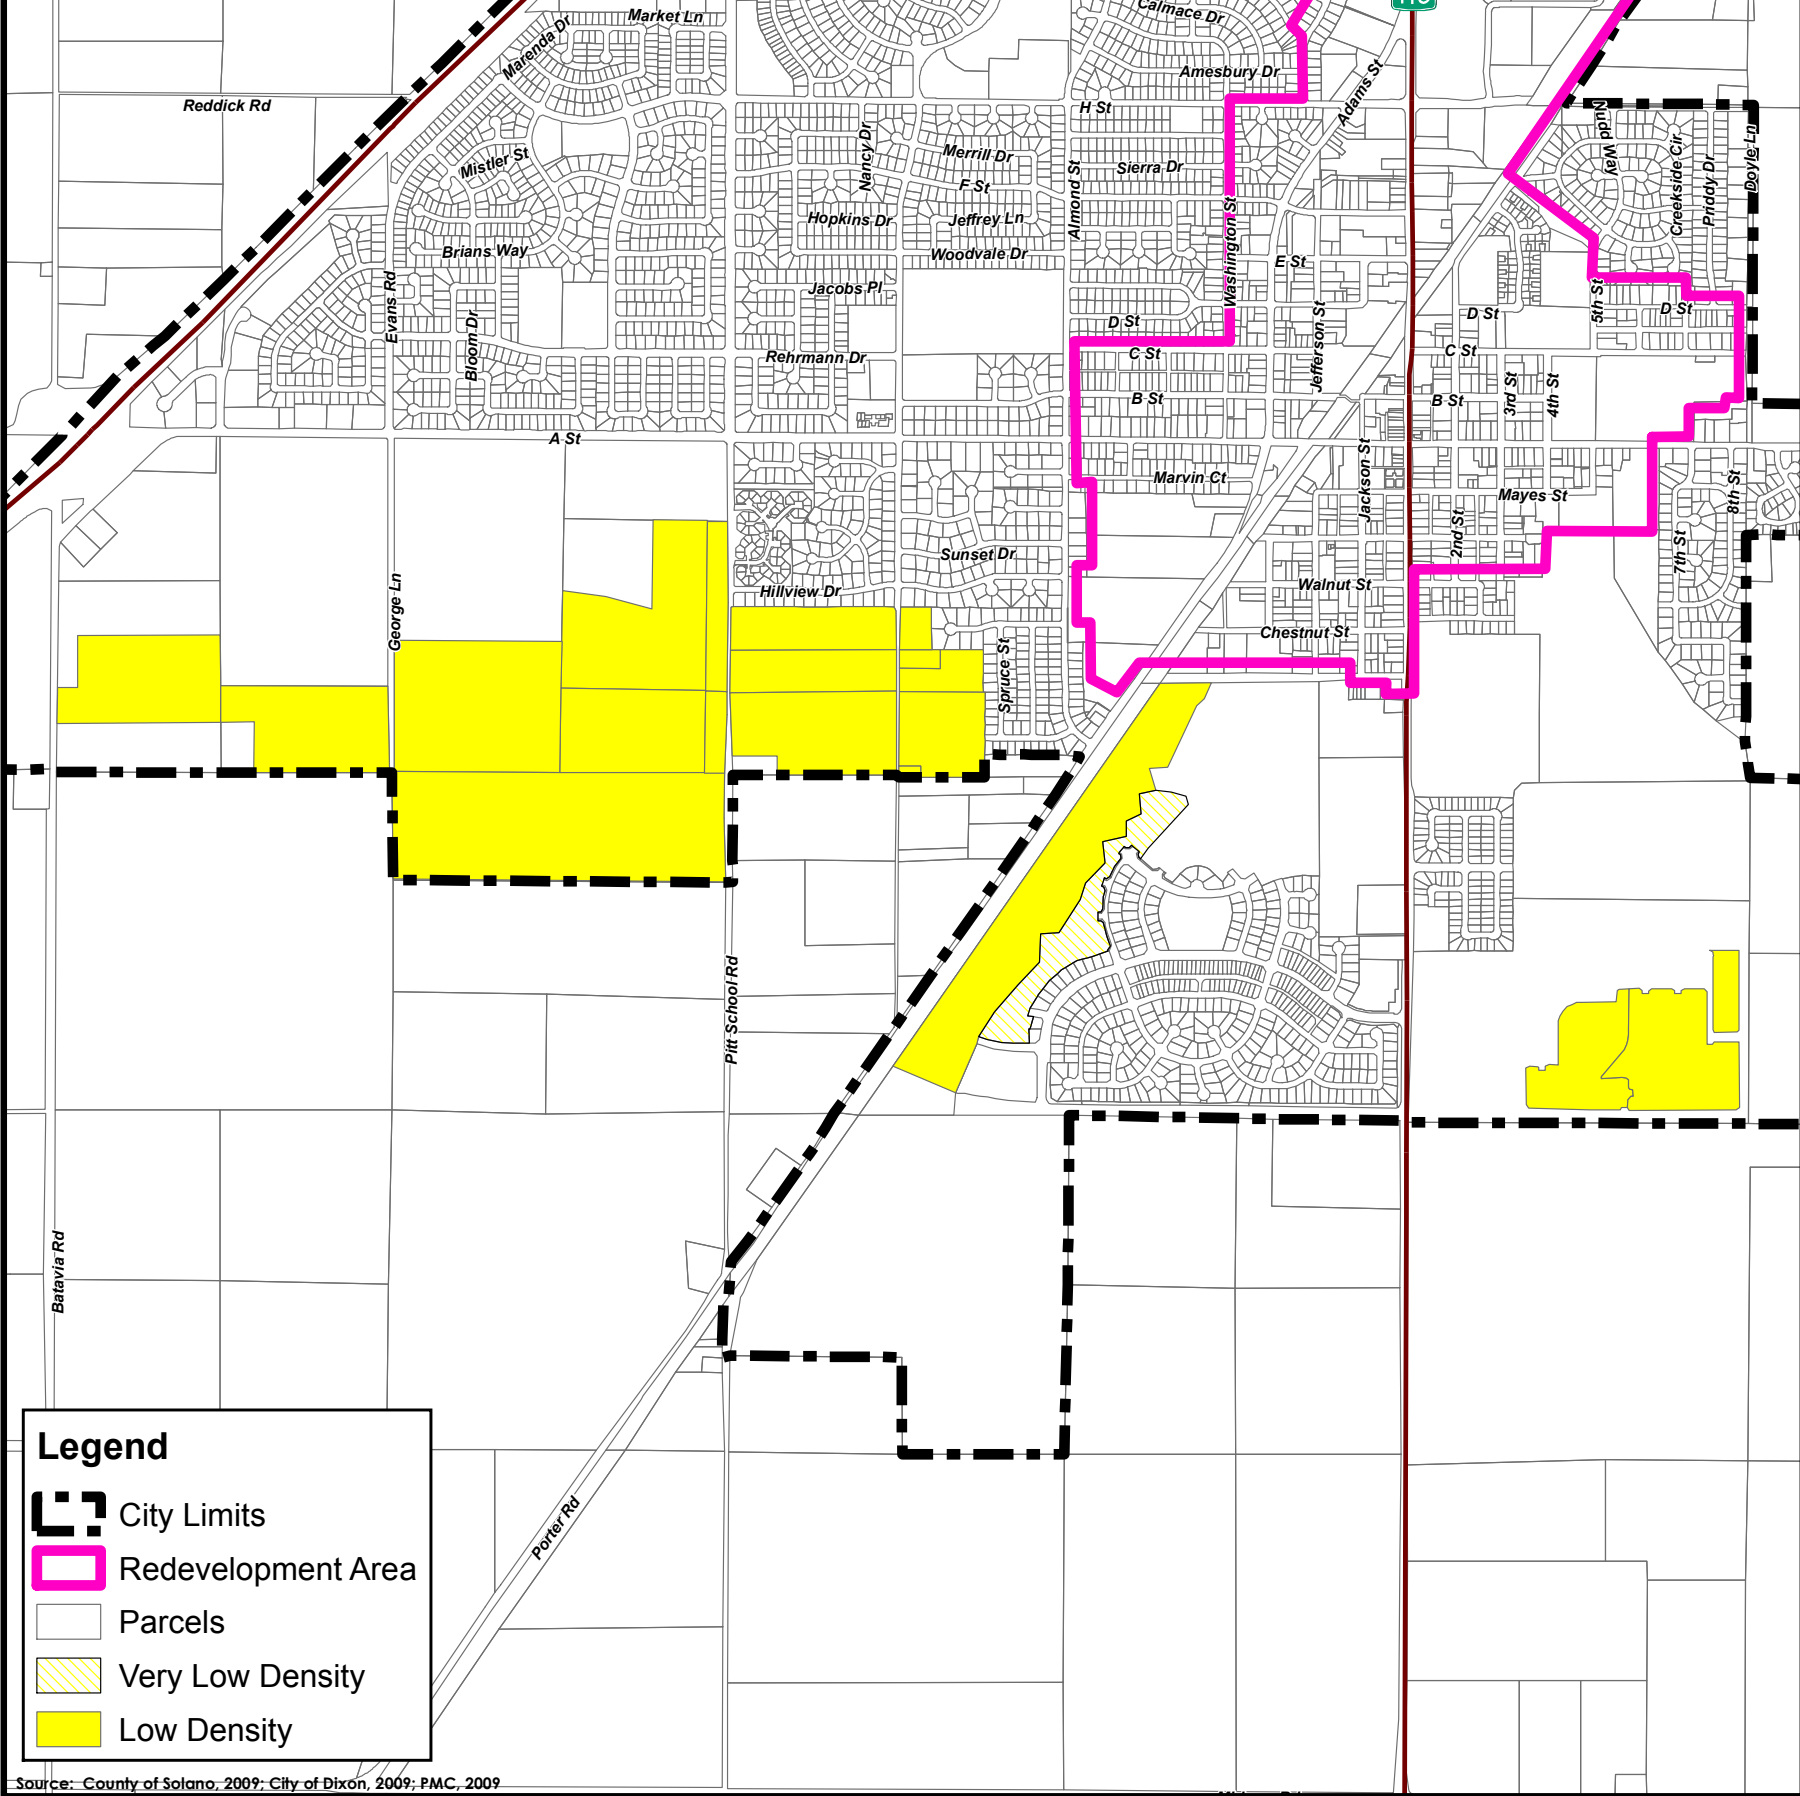 Market Ln
Calmace Dr
Marenda Dr
Amesbury Dr
Adams St
Reddick Rd
H St
Nudd Way
Doyle Ln
Nancy Dr
Merrill Dr
Sierra Dr
Creekside Cir
Priddy Dr
Mistler St
F St
Almond St
Hopkins Dr
Jeffrey Ln
Washington St
Brians Way
Woodvale Dr
E St
Evans Rd
Jacobs Pl
5th St
D St
D St
D St
Jefferson St
Bloom Dr
Rehrmann Dr
C St
C St
B St
B St
3rd St
4th St
A St
Marvin Ct
Jackson St
Mayes St
8th St
2nd St
7th St
Sunset Dr
Hillview Dr
Walnut St
George Ln
Chestnut St
Spruce St
Pitt School Rd
Batavia Rd
Porter Rd
Legend
City Limits
Redevelopment Area
Parcels
Very Low Density
Low Density
Source: County of Solano, 2009; City of Dixon, 2009; PMC, 2009